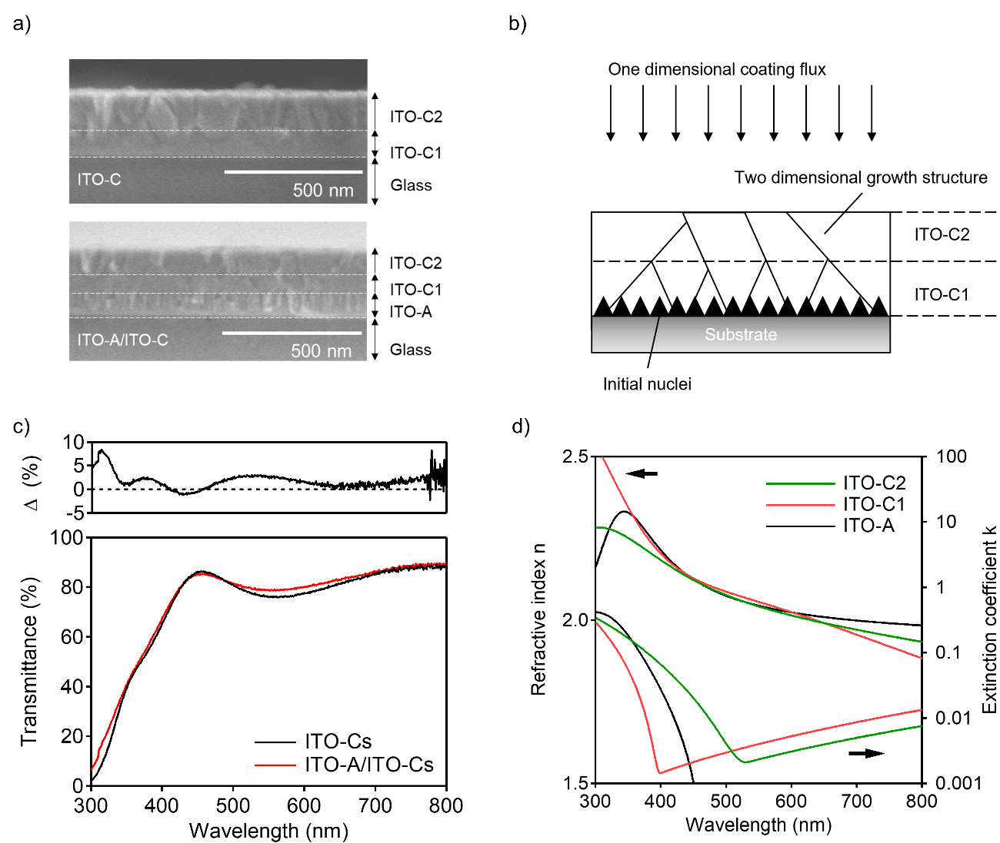 a)
ITO-C2
ITO-C1
ITO-C
500 nm
Glass
ITO-C2
ITO-C1
ITO-A
ITO-A/ITO-C
500 nm
Glass
b)
One dimensional coating flux
Two dimensional growth structure
ITO-C2
ITO-C1
Substrate
Initial nuclei
c)
10
5
0
-5
Δ (%)
100
80
60
40
20
0
Transmittance (%)
ITO-Cs
ITO-A/ITO-Cs
300 400 500 600 700 800
Wavelength (nm)
d)
2.5
2.0
1.5
Refractive index n
ITO-C2
ITO-C1
ITO-A
100
10
1
0.1
0.01
0.001
Extinction coefficient k
300 400 500 600 700 800
Wavelength (nm)